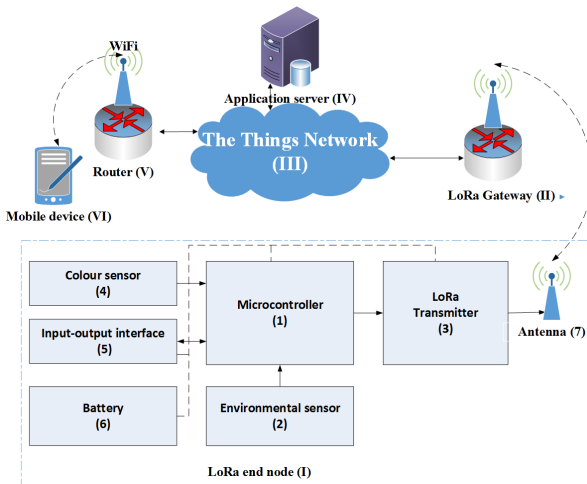 WiFi
Application server (IV)
The Things Network
(III)
Router (V)
LoRa Gateway (II)
Mobile device (VI)
Colour sensor
(4)
Microcontroller
(1)
LoRa
Transmitter
(3)
Input-output interface
(5)
Antenna (7)
Battery
(6)
Environmental sensor
(2)
LoRa end node (I)